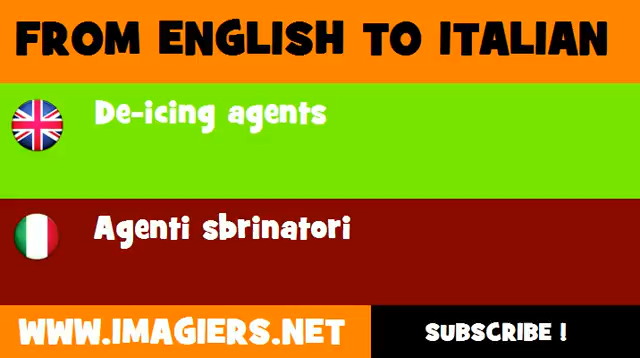 FROM ENGLISH TO ITALIAN
De-icing agents
Agenti sbrinatori
WWW.IMAGIERS.NET
SUBSCRIBE !